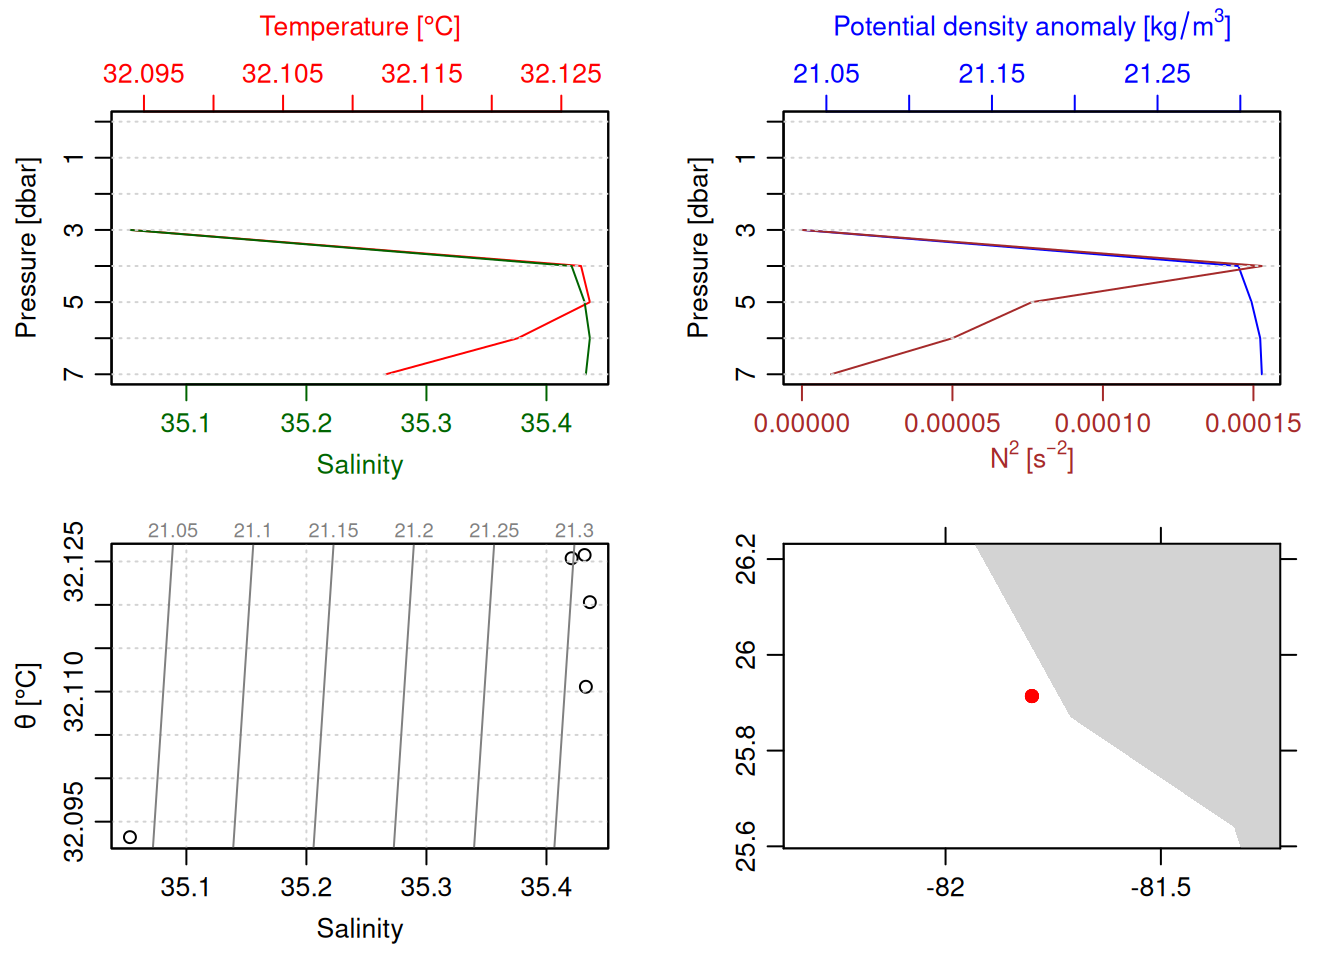 Temperature [°C]
32.095 32.105 32.115 32.125
Pressure [dbar]
1
3
5
7
35.1 35.2 35.3 35.4
Salinity
Potential density anomaly [kg/m³]
21.05 21.15 21.25
Pressure [dbar]
1
3
5
7
0.00000 0.00005 0.00010 0.00015
N² [s⁻²]
21.05 21.1 21.15 21.2 21.25 21.3
θ [°C]
32.125
32.110
32.095
35.1 35.2 35.3 35.4
Salinity
26.2
26
25.8
25.6
-82 -81.5